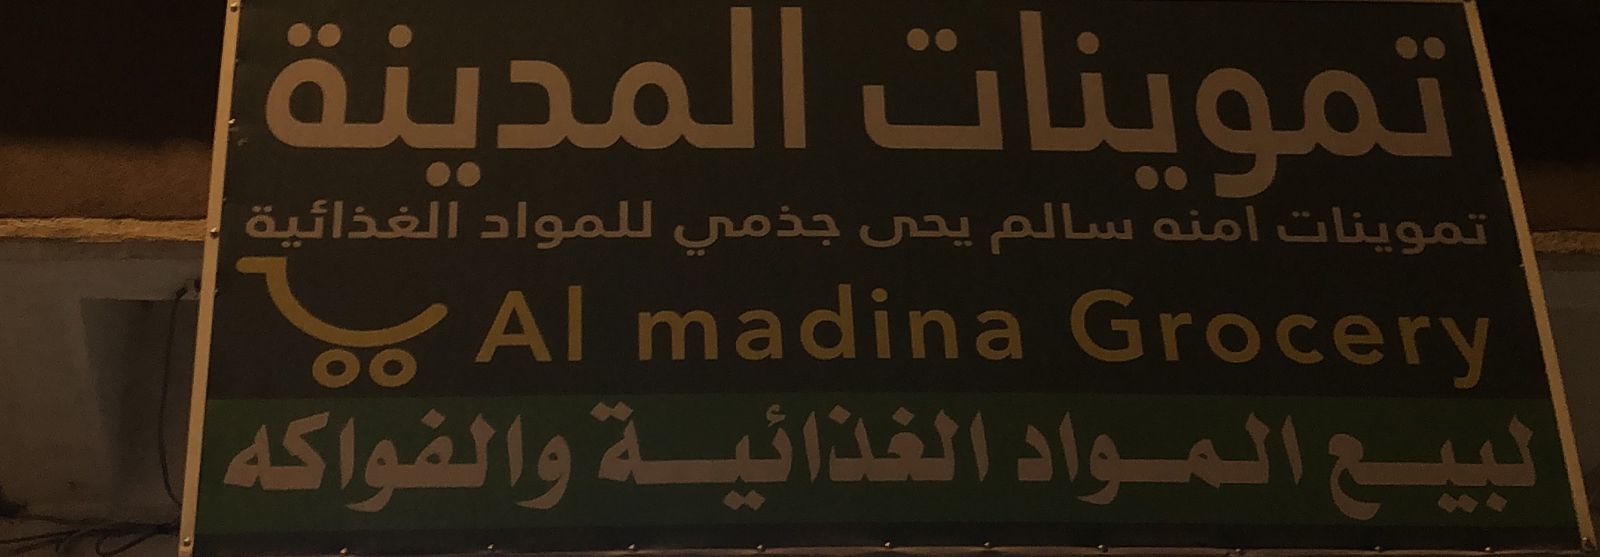 تموينات المدينة
تموينات امنه سالم يحى جذمي للمواد الغذائية
Al madina Grocery
لبيع المواد الغذائية والفواكه